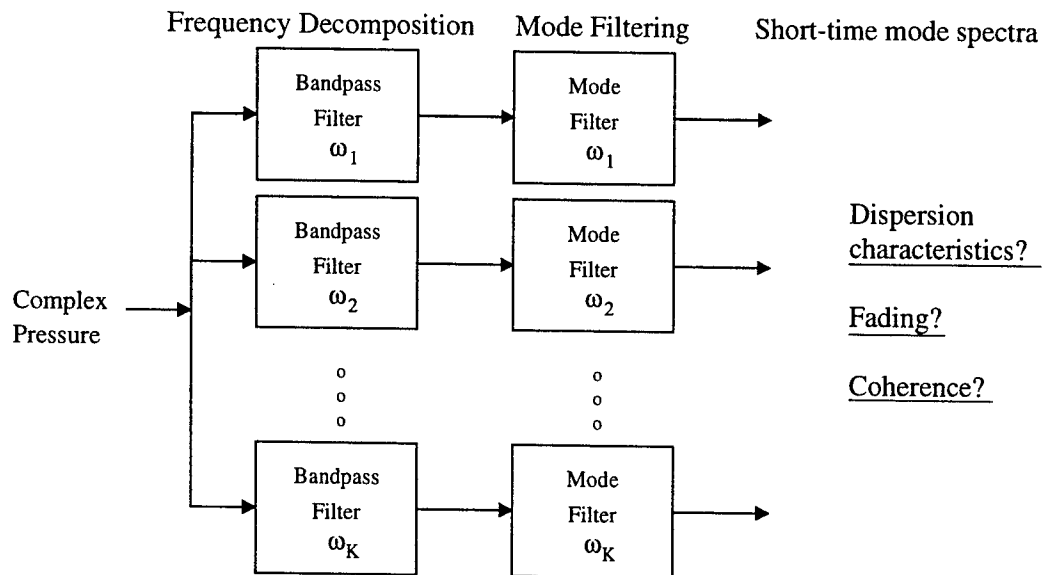 Frequency Decomposition
Mode Filtering
Short-time mode spectra
Bandpass
Filter
ω1
Mode
Filter
ω1
Bandpass
Filter
ω2
Mode
Filter
ω2
Complex
Pressure
Dispersion
characteristics?
Fading?
Coherence?
Bandpass
Filter
ωK
Mode
Filter
ωK